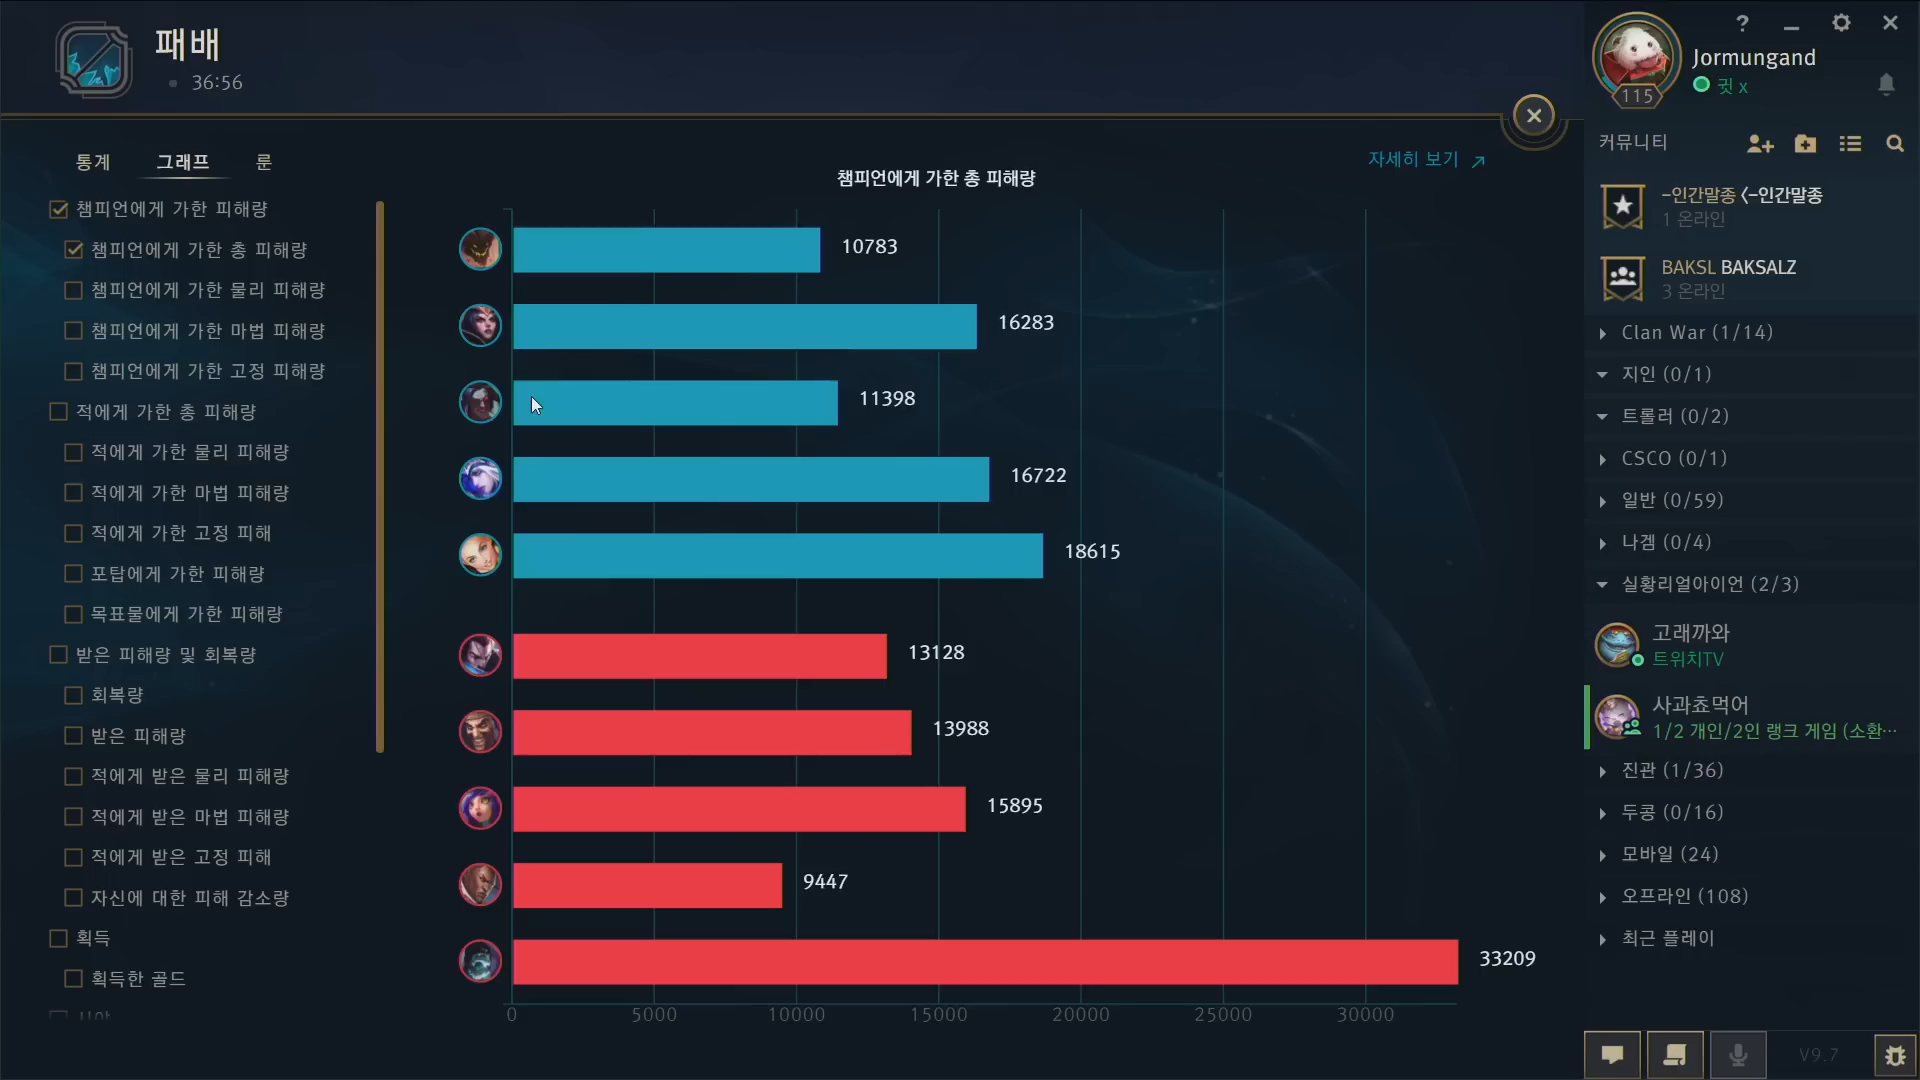 패배
36:56
통계 그래프 룬
챔피언에게 가한 피해량
챔피언에게 가한 총 피해량
챔피언에게 가한 물리 피해량
챔피언에게 가한 마법 피해량
챔피언에게 가한 고정 피해량
적에게 가한 총 피해량
적에게 가한 물리 피해량
적에게 가한 마법 피해량
적에게 가한 고정 피해
포탑에게 가한 피해량
목표물에게 가한 피해량
받은 피해량 및 회복량
회복량
받은 피해량
적에게 받은 물리 피해량
적에게 받은 마법 피해량
적에게 받은 고정 피해
자신에 대한 피해 감소량
획득
획득한 골드
자세히 보기
챔피언에게 가한 총 피해량
10783
16283
11398
16722
18615
13128
13988
15895
9447
33209
0 5000 10000 15000 20000 25000 30000
?
Jormungand
115
귓 x
커뮤니티
-인간말종 <-인간말종
1 온라인
BAKSL BAKSALZ
3 온라인
Clan War (1/14)
지인 (0/1)
트롤러 (0/2)
CSCO (0/1)
일반 (0/59)
나겜 (0/4)
실황리얼아이언 (2/3)
고래까와
트위치TV
사과쵸먹어
1/2 개인/2인 랭크 게임 (소환…
진관 (1/36)
두콩 (0/16)
모바일 (24)
오프라인 (108)
최근 플레이
V9.7